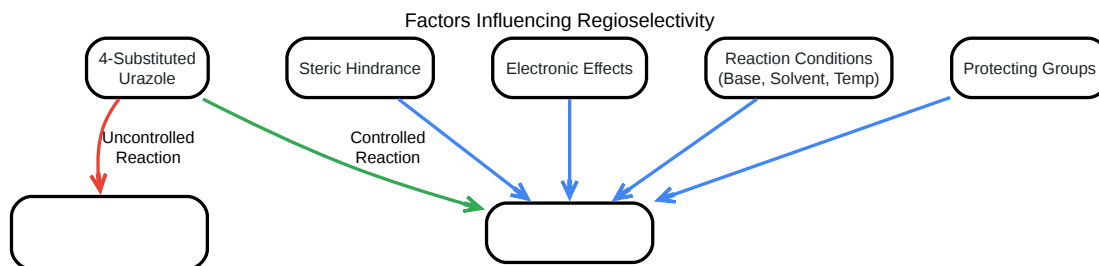 Factors Influencing Regioselectivity
4-Substituted
Urazole
Steric Hindrance
Electronic Effects
Reaction Conditions
(Base, Solvent, Temp)
Protecting Groups
Uncontrolled
Reaction
Controlled
Reaction